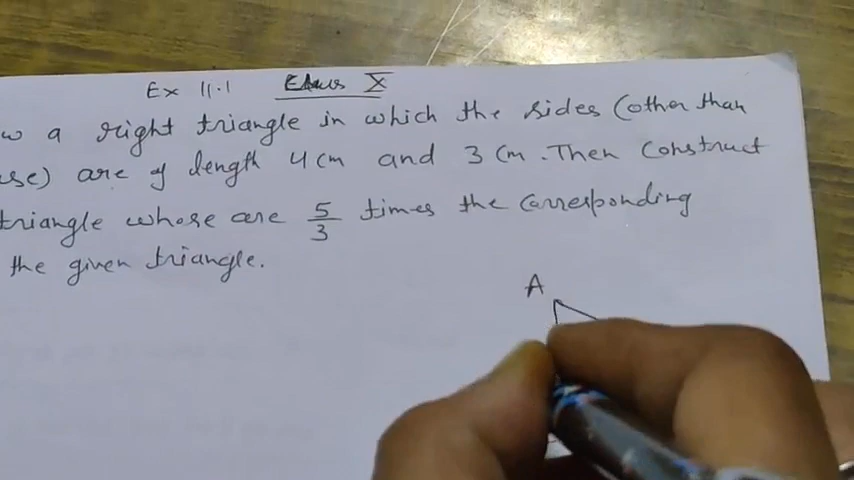 Ex 11.1 Class X
w a right triangle in which the sides (other than
use) are of length 4 cm and 3 cm. Then construct
triangle whose are 5/3 times the corresponding
the given triangle.
A